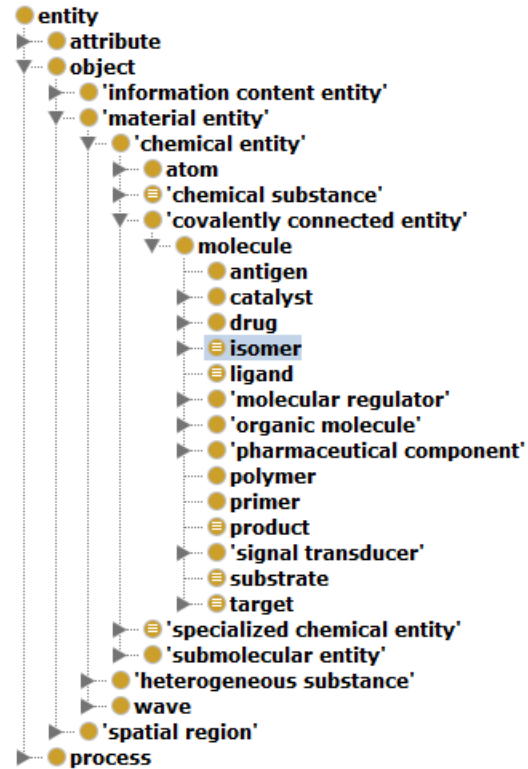 entity
attribute
object
'information content entity'
'material entity'
'chemical entity'
atom
'chemical substance'
'covalently connected entity'
molecule
antigen
catalyst
drug
isomer
ligand
'molecular regulator'
'organic molecule'
'pharmaceutical component'
polymer
primer
product
'signal transducer'
substrate
target
'specialized chemical entity'
'submolecular entity'
'heterogeneous substance'
wave
'spatial region'
process